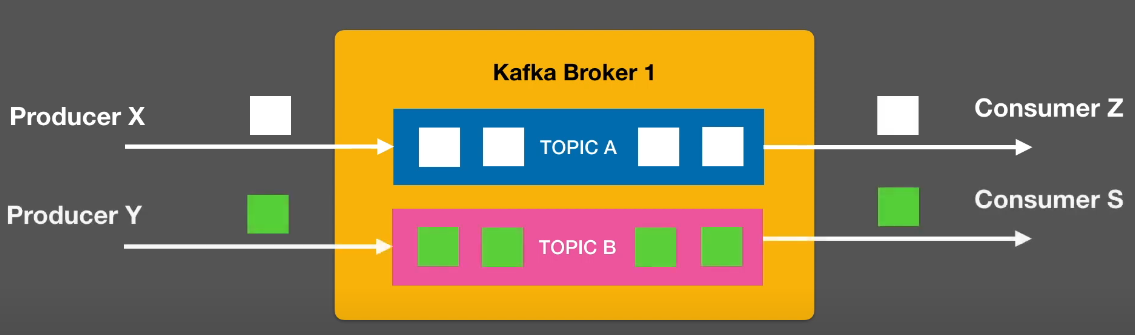 Kafka Broker 1
Producer X
TOPIC A
Consumer Z
Producer Y
TOPIC B
Consumer S